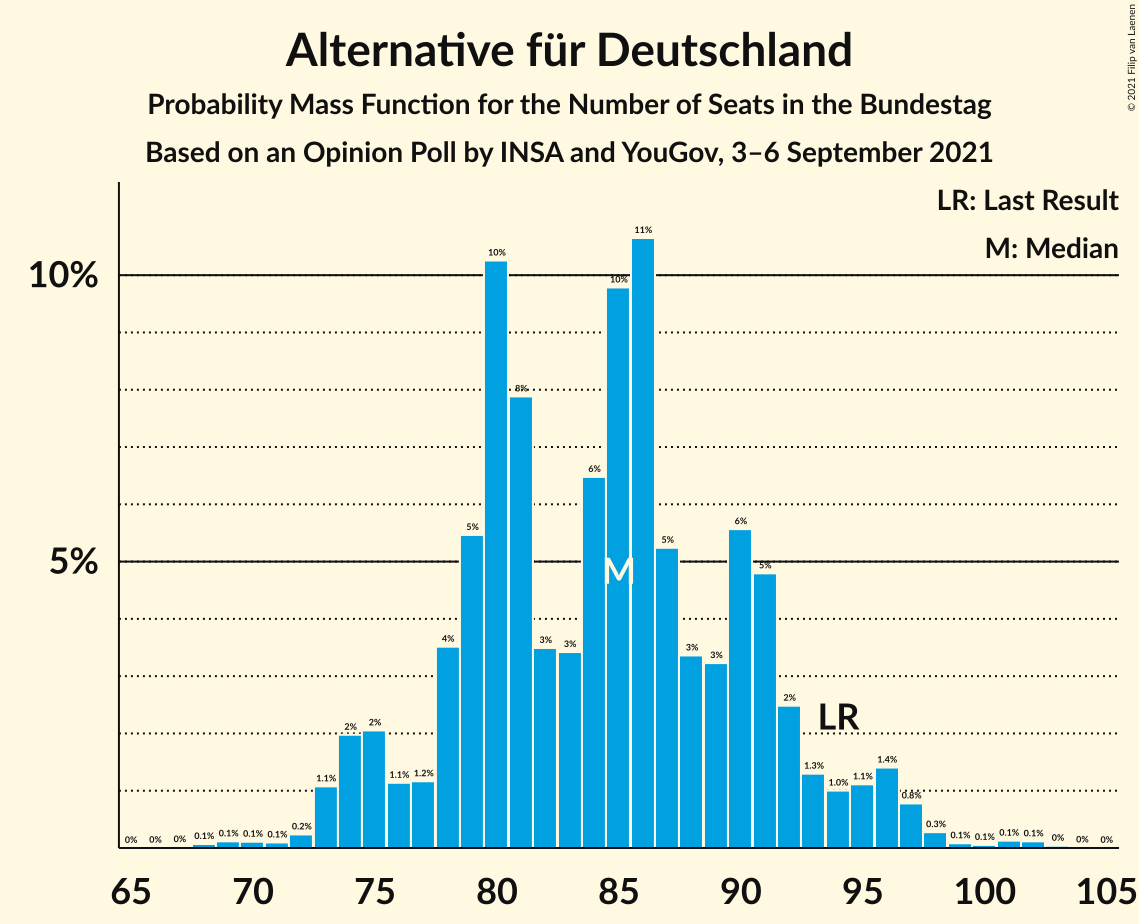 Alternative für Deutschland
Probability Mass Function for the Number of Seats in the Bundestag
Based on an Opinion Poll by INSA and YouGov, 3–6 September 2021
© 2021 Filip van Laenen
LR: Last Result
M: Median
10%
5%
0% 0% 0% 0.1% 0.1% 0.1% 0.1% 0.2% 1.1% 2% 2% 1.1% 1.2% 4% 5% 10% 8% 3% 3% 6% 10% 11% 5% 3% 3% 6% 5% 2% 1.3% 1.0% 1.1% 1.4% 0.8% 0.3% 0.1% 0.1% 0.1% 0.1% 0% 0% 0%
M
LR
65 70 75 80 85 90 95 100 105